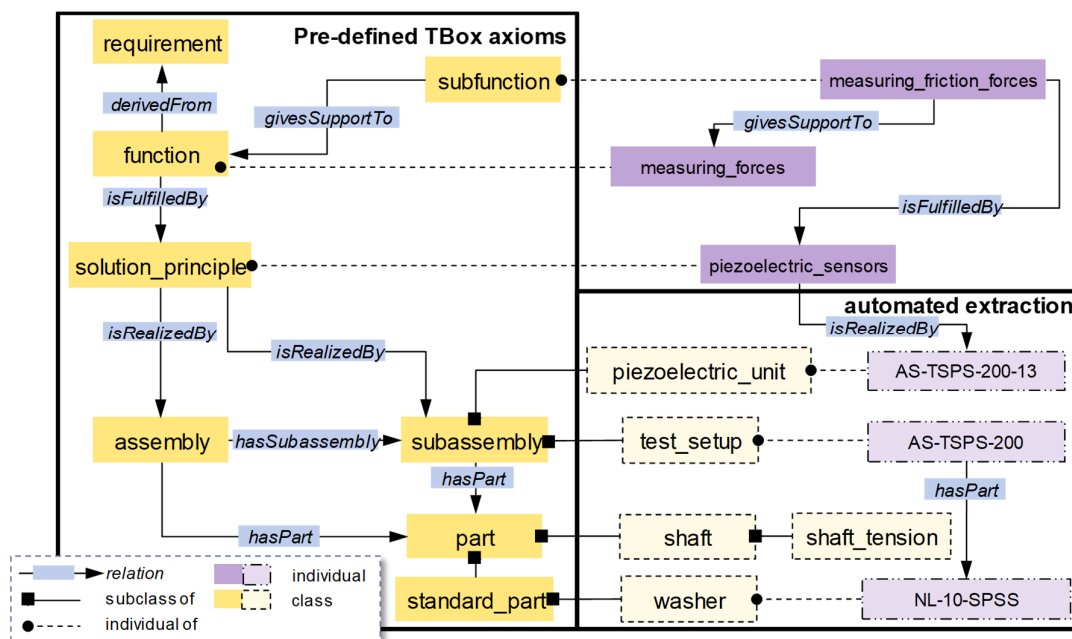 Pre-defined TBox axioms
requirement
derivedFrom
subfunction
givesSupportTo
function
isFulfilledBy
solution_principle
isRealizedBy
isRealizedBy
assembly
hasSubassembly
subassembly
hasPart
hasPart
part
standard_part
measuring_friction_forces
givesSupportTo
measuring_forces
isFulfilledBy
piezoelectric_sensors
automated extraction
isRealizedBy
piezoelectric_unit
AS-TSPS-200-13
test_setup
AS-TSPS-200
hasPart
shaft
shaft_tension
washer
NL-10-SPSS
relation
individual
subclass of
class
individual of